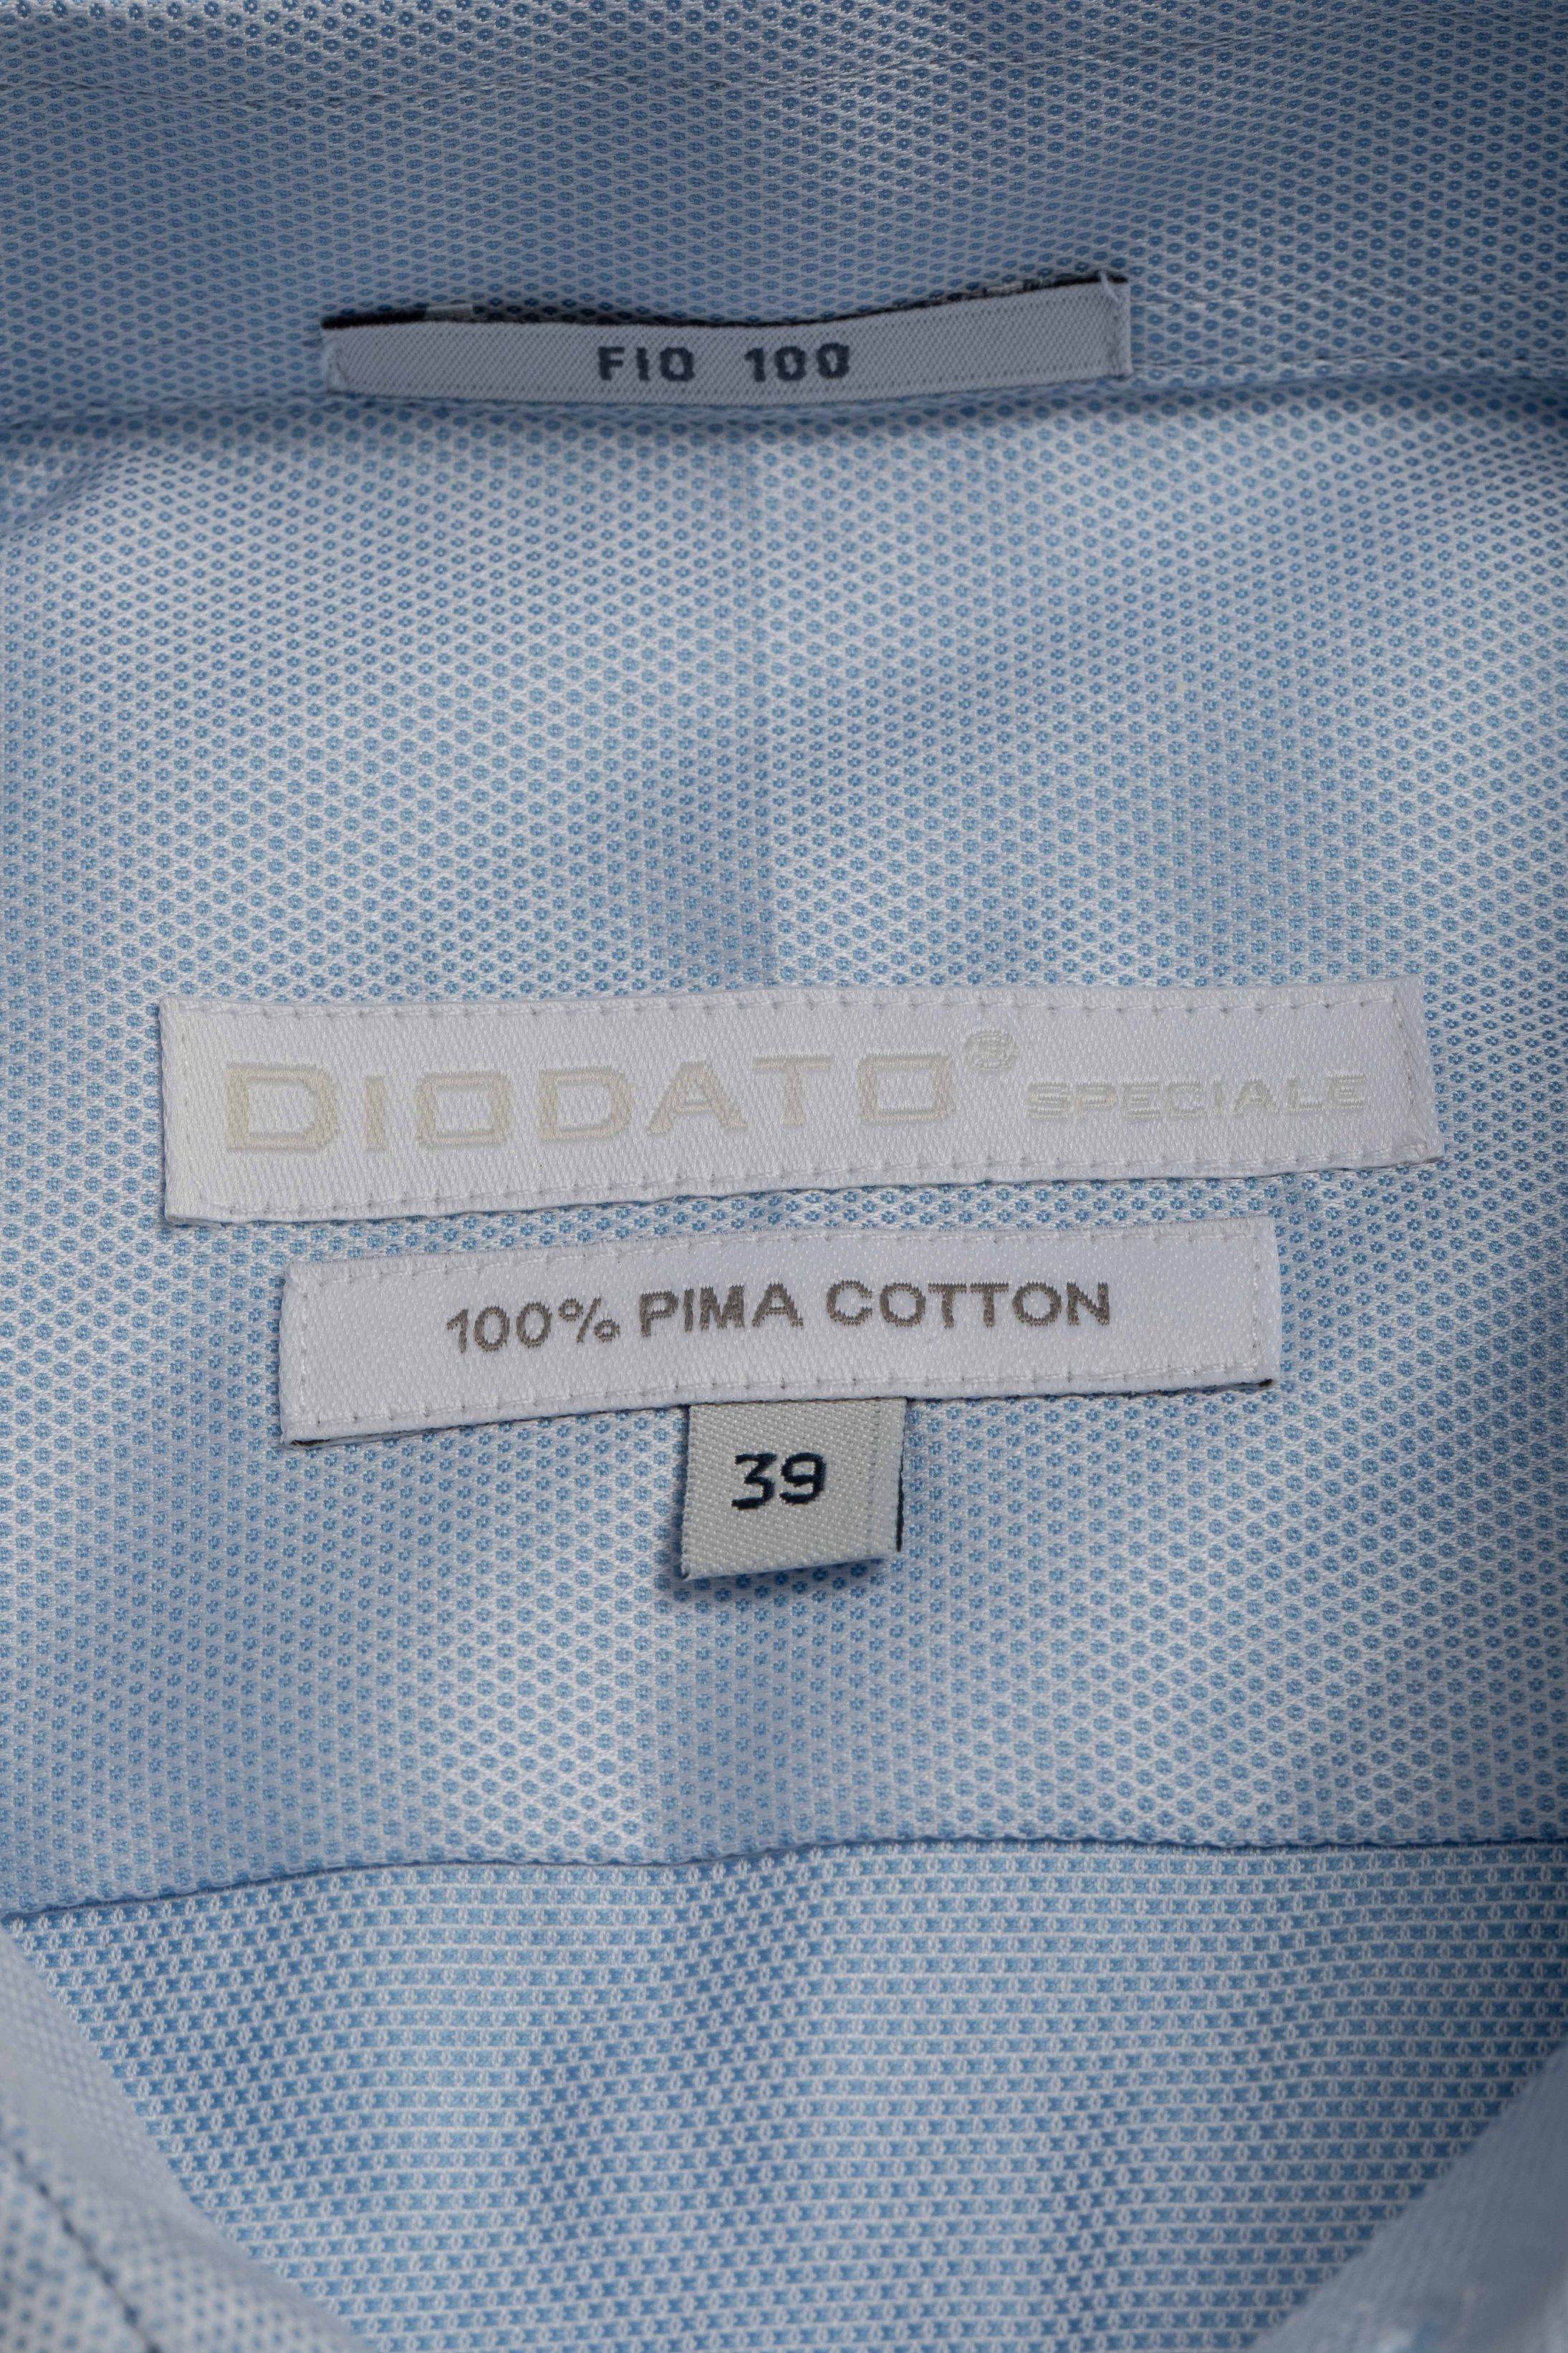 FIO 100
DIODATO® SPECIALE
100% PIMA COTTON
39